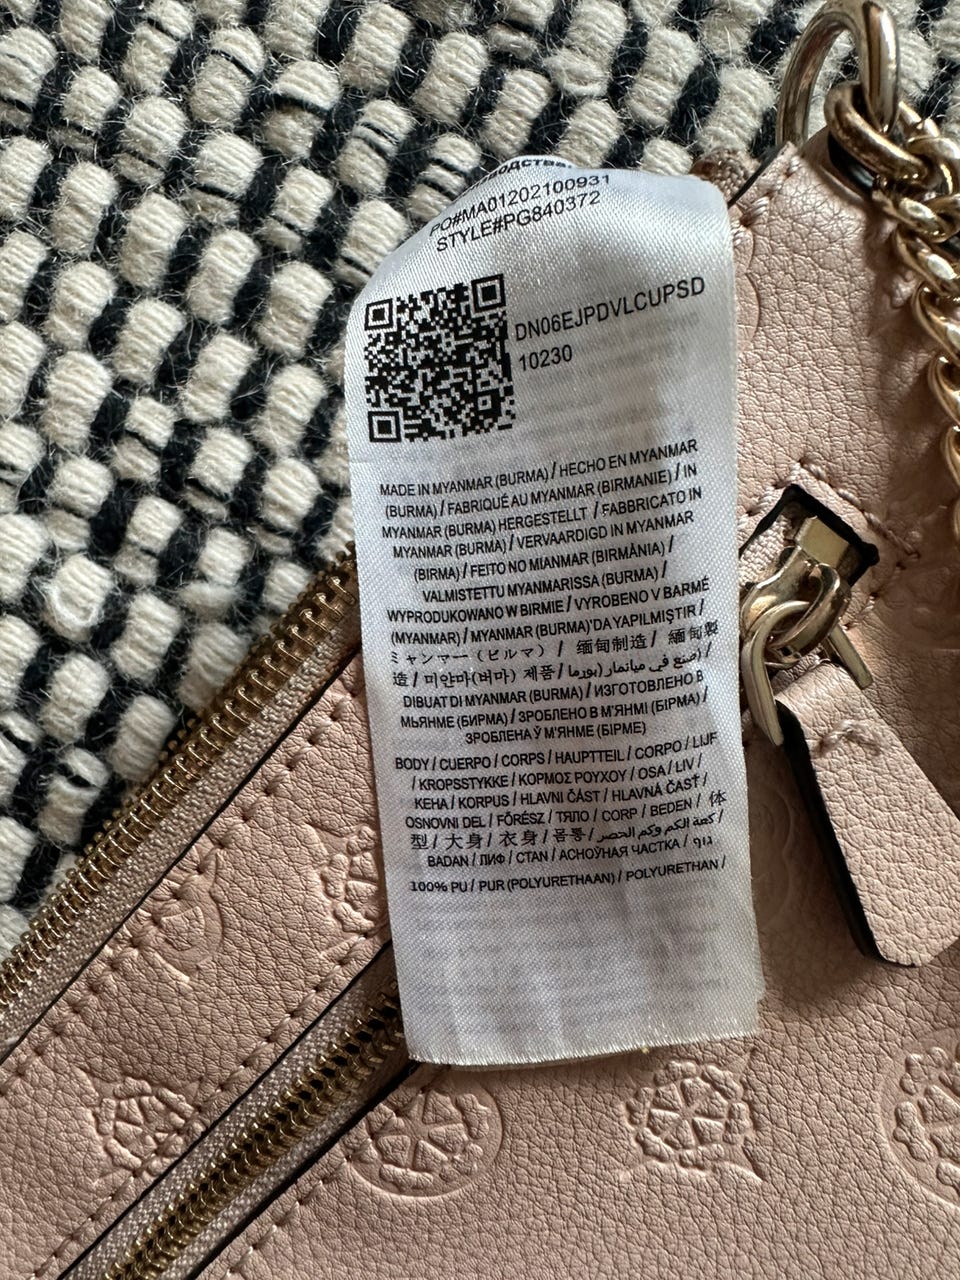 одства:
PO#MA01202100931
STYLE#PG840372
DN06EJPDVLCUPSD
10230
MADE IN MYANMAR (BURMA) / HECHO EN MYANMAR
(BURMA) / FABRIQUÉ AU MYANMAR (BIRMANIE) / IN
MYANMAR (BURMA) HERGESTELLT / FABBRICATO IN
MYANMAR (BURMA) / VERVAARDIGD IN MYANMAR
(BIRMA) / FEITO NO MIANMAR (BIRMÂNIA) /
VALMISTETTU MYANMARISSA (BURMA) /
WYPRODUKOWANO W BIRMIE / VYROBENO V BARMĚ
(MYANMAR) / MYANMAR (BURMA)'DA YAPILMIŞTIR /
ミャンマー（ビルマ） / 缅甸制造 / 緬甸製
造 / 미얀마(버마) 제품 / صنع في ميانمار (بورما) /
DIBUAT DI MYANMAR (BURMA) / ИЗГОТОВЛЕНО В
МЬЯНМЕ (БИРМА) / ЗРОБЛЕНО В М'ЯНМІ (БІРМА) /
ЗРОБЛЕНА Ў М'ЯНМЕ (БІРМЕ)
BODY / CUERPO / CORPS / HAUPTTEIL / CORPO / LIJF
/ KROPSSTYKKE / ΚΟΡΜΟΣ ΡΟΥΧΟΥ / OSA / LIV /
KEHA / KORPUS / HLAVNI ČÁST / HLAVNÁ ČASŤ /
OSNOVNI DEL / FŐRÉSZ / ТЯЛО / CORP / BEDEN / 体
型 / 大身 / 衣身 / 몸통 / كمة الكم وكم الخصر /
BADAN / ЛИФ / СТАН / АСНОЎНАЯ ЧАСТКА / גוף /
100% PU / PUR (POLYURETHAAN) / POLYURETHAN /